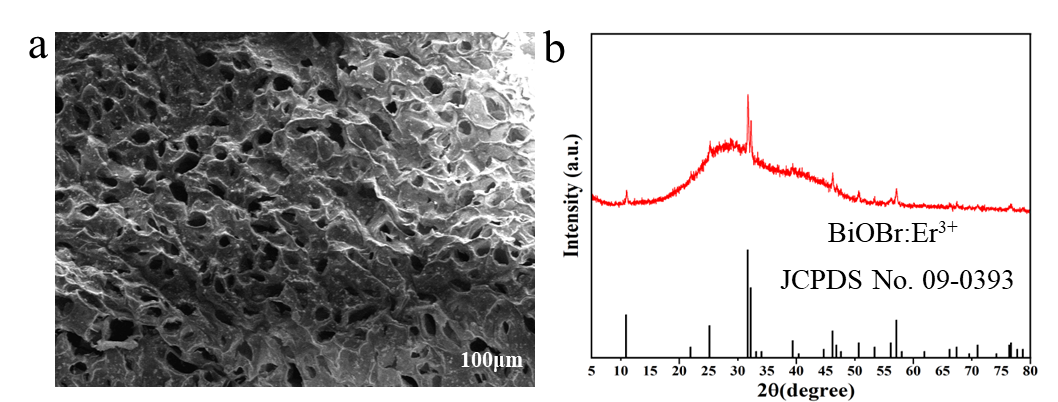 a
100μm
b
Intensity (a.u.)
BiOBr:Er³⁺
JCPDS No. 09-0393
5 10 15 20 25 30 35 40 45 50 55 60 65 70 75 80
2θ(degree)